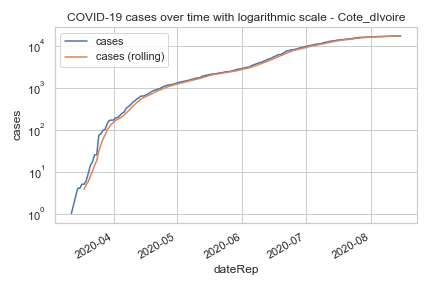 COVID-19 cases over time with logarithmic scale - Cote_dIvoire
cases
cases (rolling)
10⁴
10³
10²
10¹
10⁰
cases
2020-04
2020-05
2020-06
2020-07
2020-08
dateRep